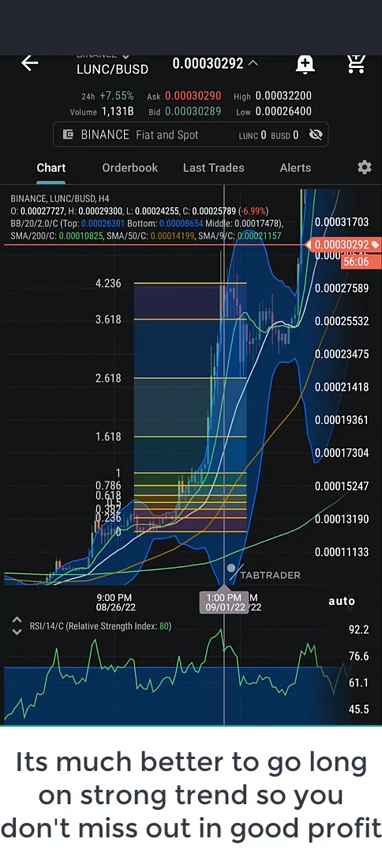 BINANCE
LUNC/BUSD 0.00030292
24h +7.55% Ask 0.00030290 High 0.00032200
Volume 1,131B Bid 0.00030289 Low 0.00026400
BINANCE Fiat and Spot LUNC 0 BUSD 0
Chart Orderbook Last Trades Alerts
BINANCE, LUNC/BUSD, H4
O: 0.00027727, H: 0.00029300, L: 0.00024255, C: 0.00025789 (-6.99%)
BB/20/2.0/C (Top: 0.00026301 Bottom: 0.00008654 Middle: 0.00017478),
SMA/200/C: 0.00010825, SMA/50/C: 0.00014199, SMA/9/C: 0.00021157
0.00031703
0.00030292
56:06
4.236
0.00027589
3.618
0.00025532
0.00023475
2.618
0.00021418
0.00019361
1.618
0.00017304
1
0.786
0.00015247
0.618
0.5
0.382
0.236
0.00013190
0
0.00011133
TABTRADER
9:00 PM 1:00 PM
08/26/22 09/01/22
auto
RSI/14/C (Relative Strength Index: 80)
92.2
76.6
61.1
45.5
Its much better to go long
on strong trend so you
don't miss out in good profit